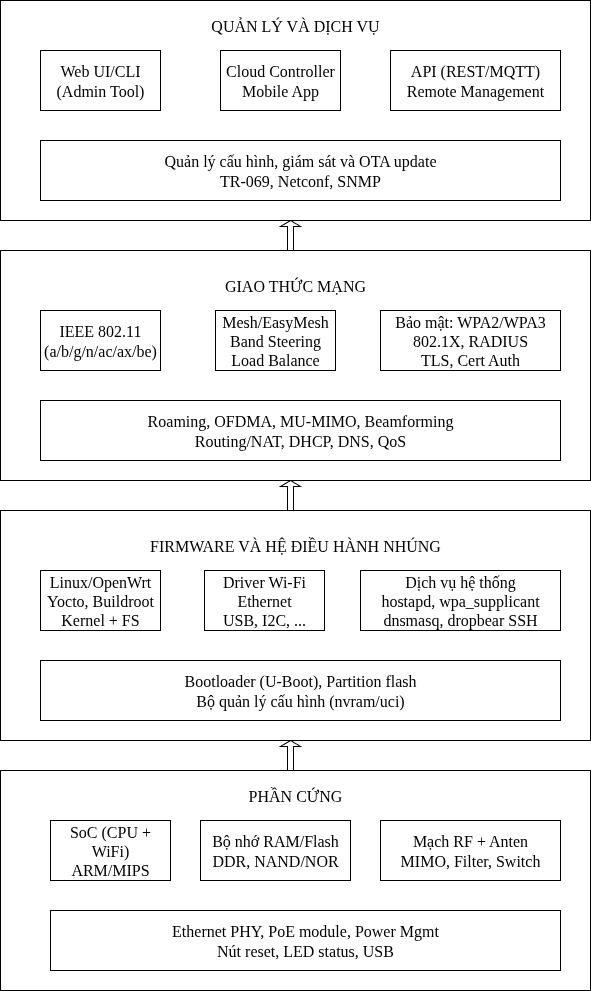 QUẢN LÝ VÀ DỊCH VỤ
Web UI/CLI
(Admin Tool)
Cloud Controller
Mobile App
API (REST/MQTT)
Remote Management
Quản lý cấu hình, giám sát và OTA update
TR-069, Netconf, SNMP
GIAO THỨC MẠNG
IEEE 802.11
(a/b/g/n/ac/ax/be)
Mesh/EasyMesh
Band Steering
Load Balance
Bảo mật: WPA2/WPA3
802.1X, RADIUS
TLS, Cert Auth
Roaming, OFDMA, MU-MIMO, Beamforming
Routing/NAT, DHCP, DNS, QoS
FIRMWARE VÀ HỆ ĐIỀU HÀNH NHÚNG
Linux/OpenWrt
Yocto, Buildroot
Kernel + FS
Driver Wi-Fi
Ethernet
USB, I2C, ...
Dịch vụ hệ thống
hostapd, wpa_supplicant
dnsmasq, dropbear SSH
Bootloader (U-Boot), Partition flash
Bộ quản lý cấu hình (nvram/uci)
PHẦN CỨNG
SoC (CPU +
WiFi)
ARM/MIPS
Bộ nhớ RAM/Flash
DDR, NAND/NOR
Mạch RF + Anten
MIMO, Filter, Switch
Ethernet PHY, PoE module, Power Mgmt
Nút reset, LED status, USB